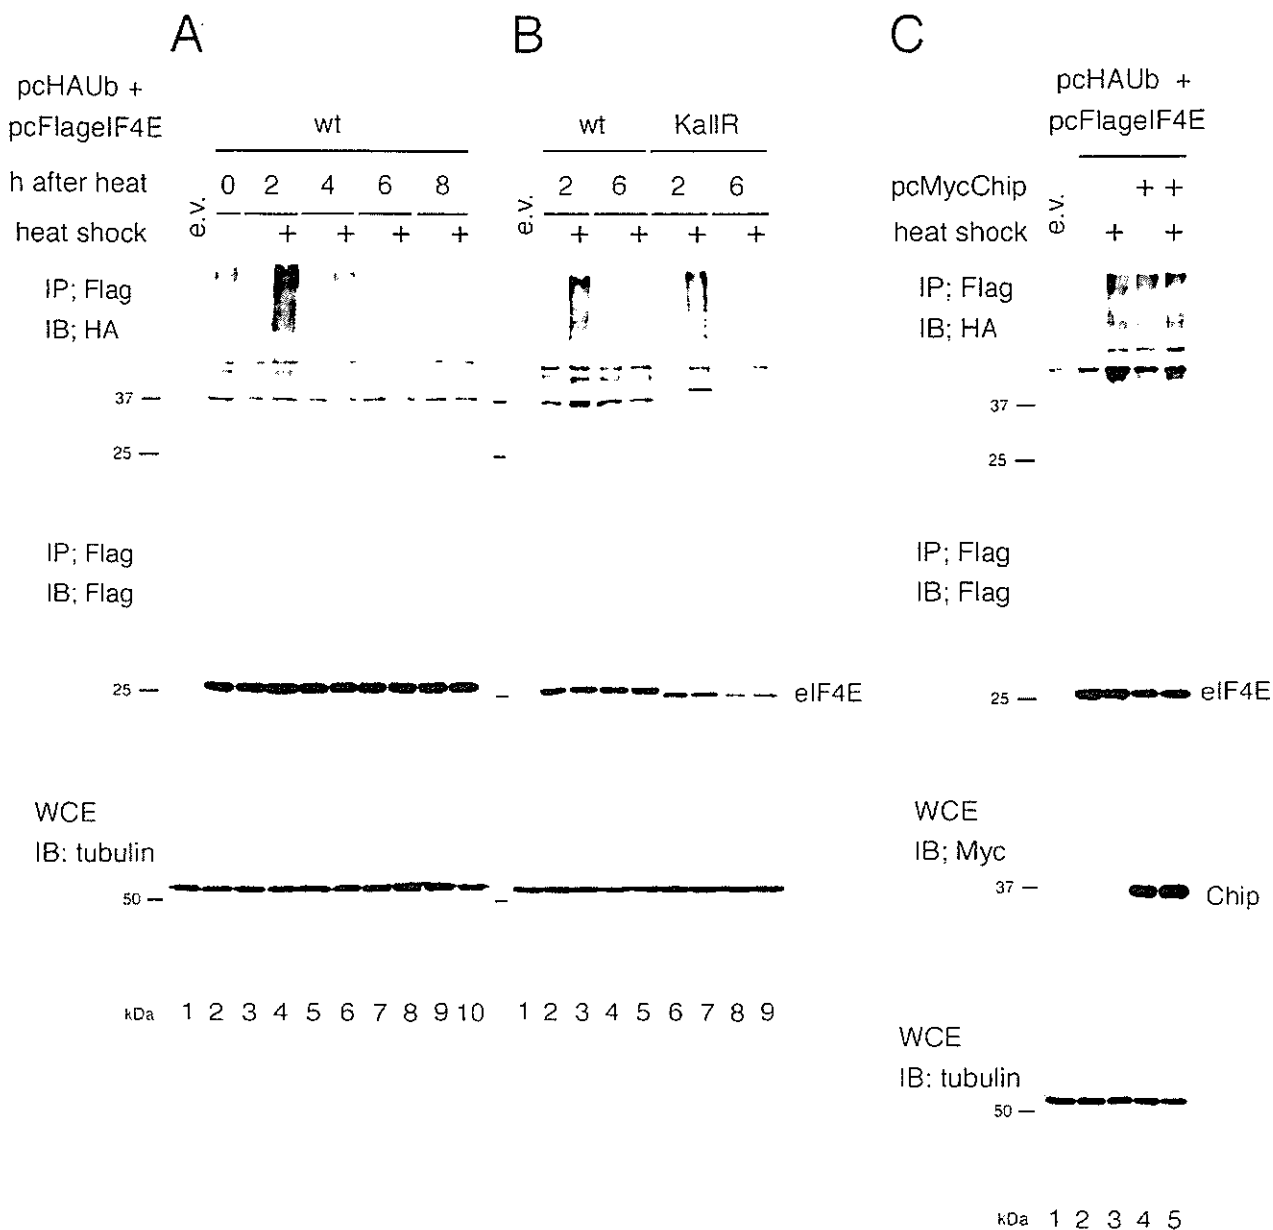 A
pcHAUb +
pcFlageIF4E
wt
h after heat
0 2 4 6 8
e.v.
heat shock
+ + + +
IP; Flag
IB; HA
37
25
IP; Flag
IB; Flag
25
WCE
IB: tubulin
50
kDa 1 2 3 4 5 6 7 8 9 10
B
wt KallR
2 6 2 6
e.v.
+ + + +
eIF4E
1 2 3 4 5 6 7 8 9
C
pcHAUb +
pcFlageIF4E
pcMycChip + +
e.v.
heat shock + +
IP; Flag
IB; HA
37
25
IP; Flag
IB; Flag
25
eIF4E
WCE
IB; Myc
37
Chip
WCE
IB: tubulin
50
kDa 1 2 3 4 5